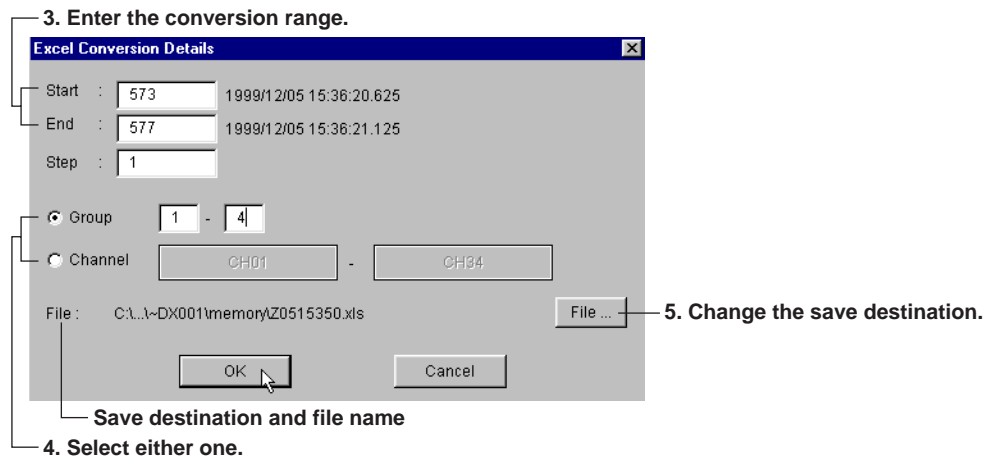 3. Enter the conversion range.
Excel Conversion Details
Start : 573 1999/12/05 15:36:20.625
End : 577 1999/12/05 15:36:21.125
Step : 1
Group 1 - 4
Channel CH01 - CH34
File : C:\...\~DX001\memory\Z0515350.xls File ... 5. Change the save destination.
OK Cancel
Save destination and file name
4. Select either one.